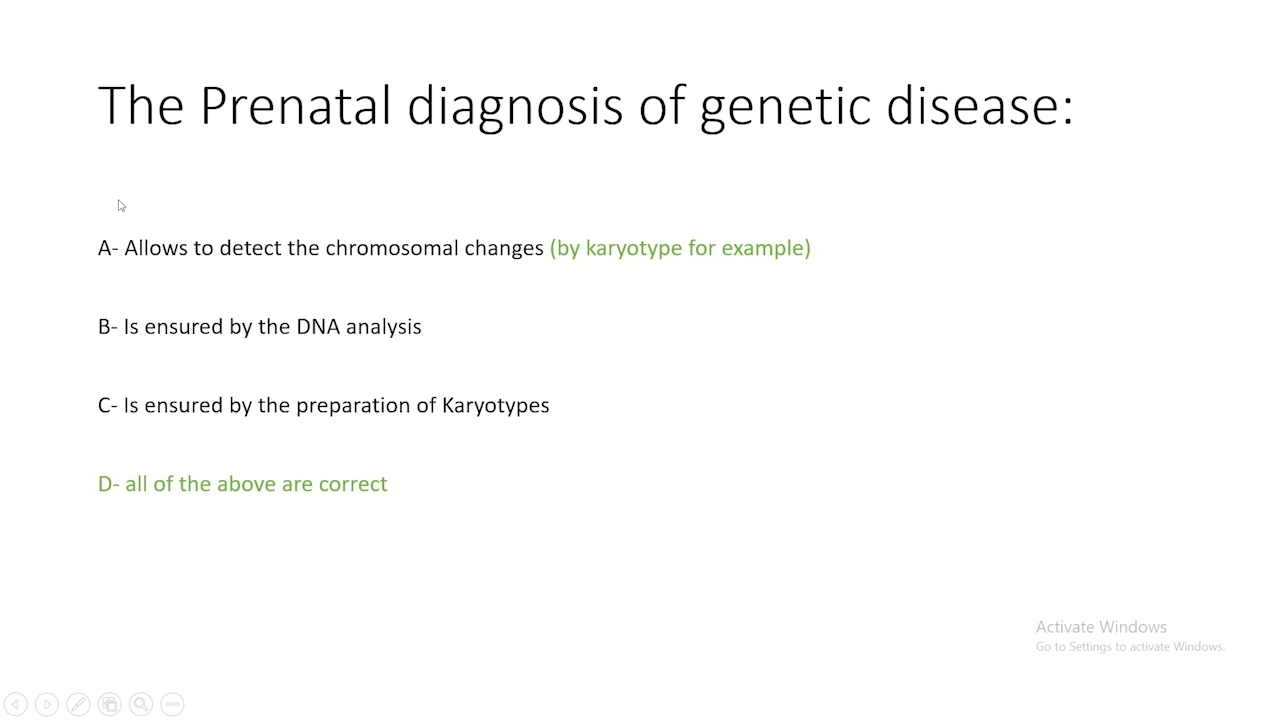 The Prenatal diagnosis of genetic disease:
A- Allows to detect the chromosomal changes (by karyotype for example)
B- Is ensured by the DNA analysis
C- Is ensured by the preparation of Karyotypes
D- all of the above are correct
Activate Windows
Go to Settings to activate Windows.